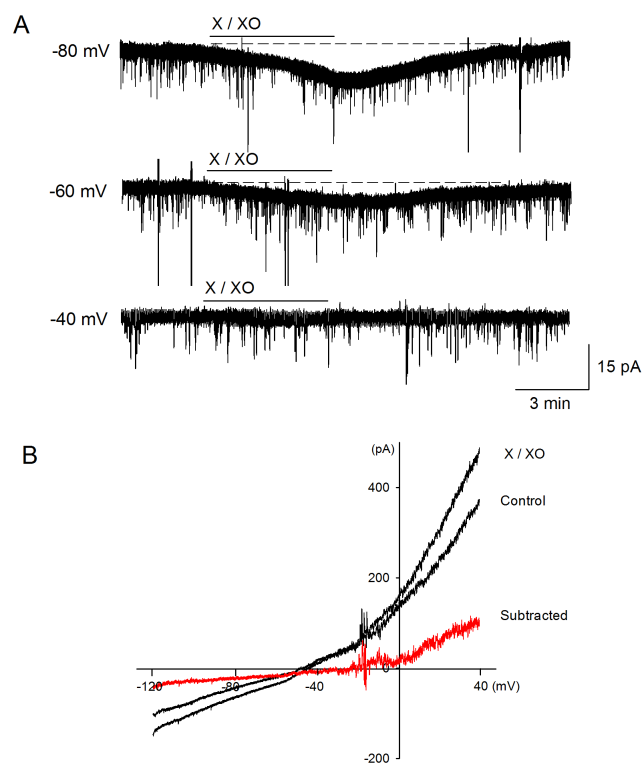 A
X / XO
-80 mV
X / XO
-60 mV
X / XO
-40 mV
15 pA
3 min
B
(pA)
X / XO
400
Control
200
Subtracted
-120
-80
-40
0
40 (mV)
-200